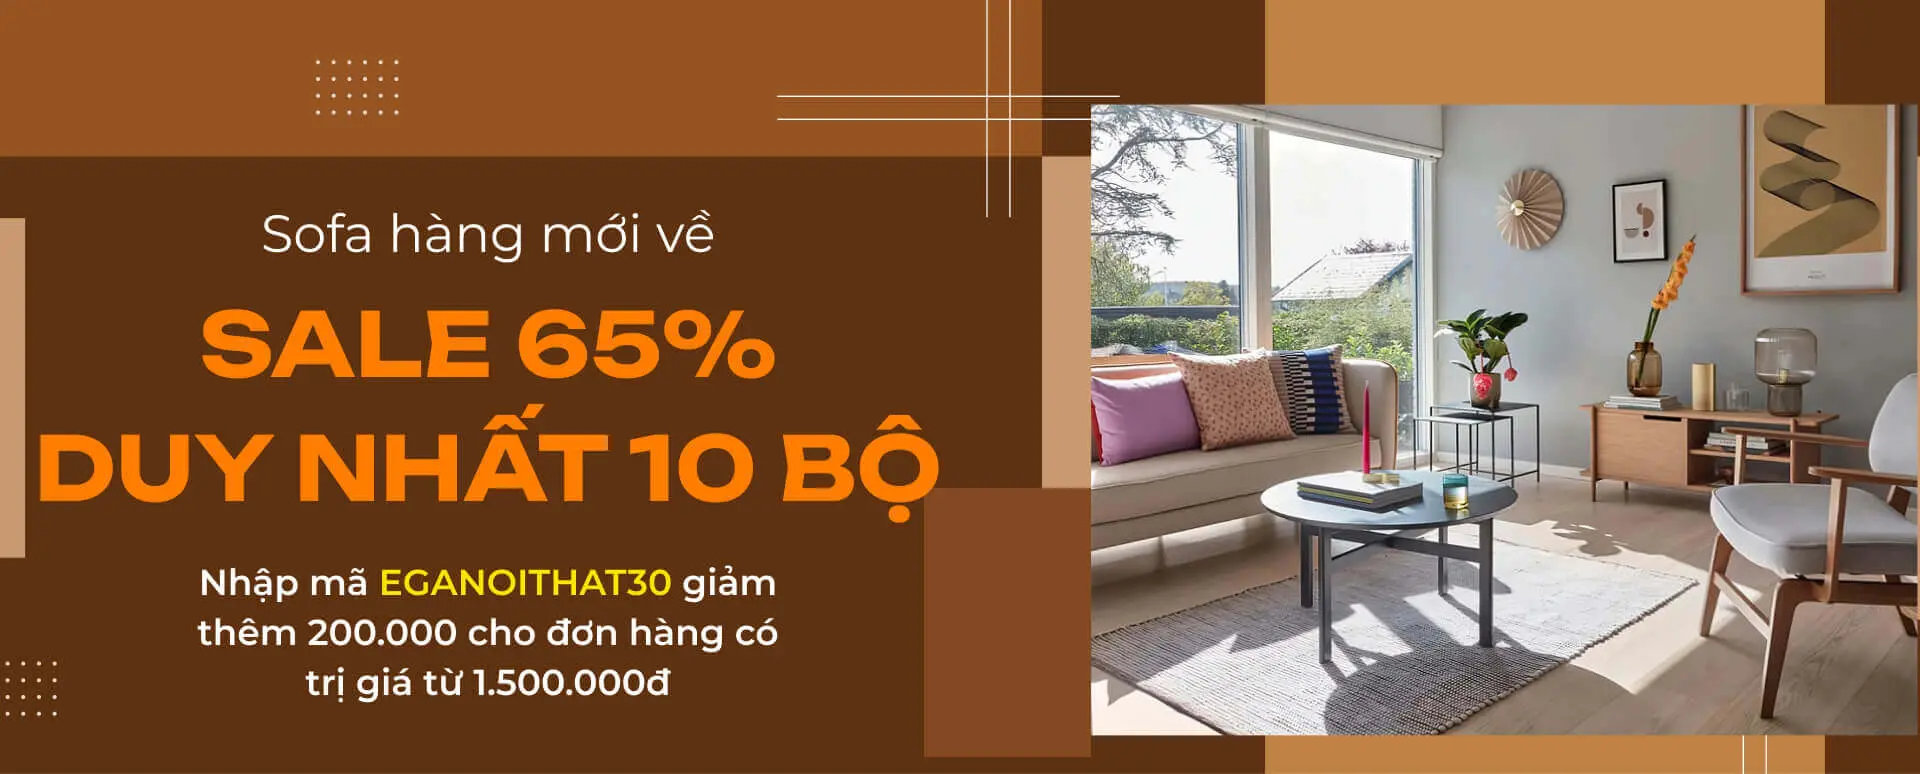 Sofa hàng mới về
SALE 65%
DUY NHẤT 10 BỘ
Nhập mã EGANOITHAT30 giảm
thêm 200.000 cho đơn hàng có
trị giá từ 1.500.000đ